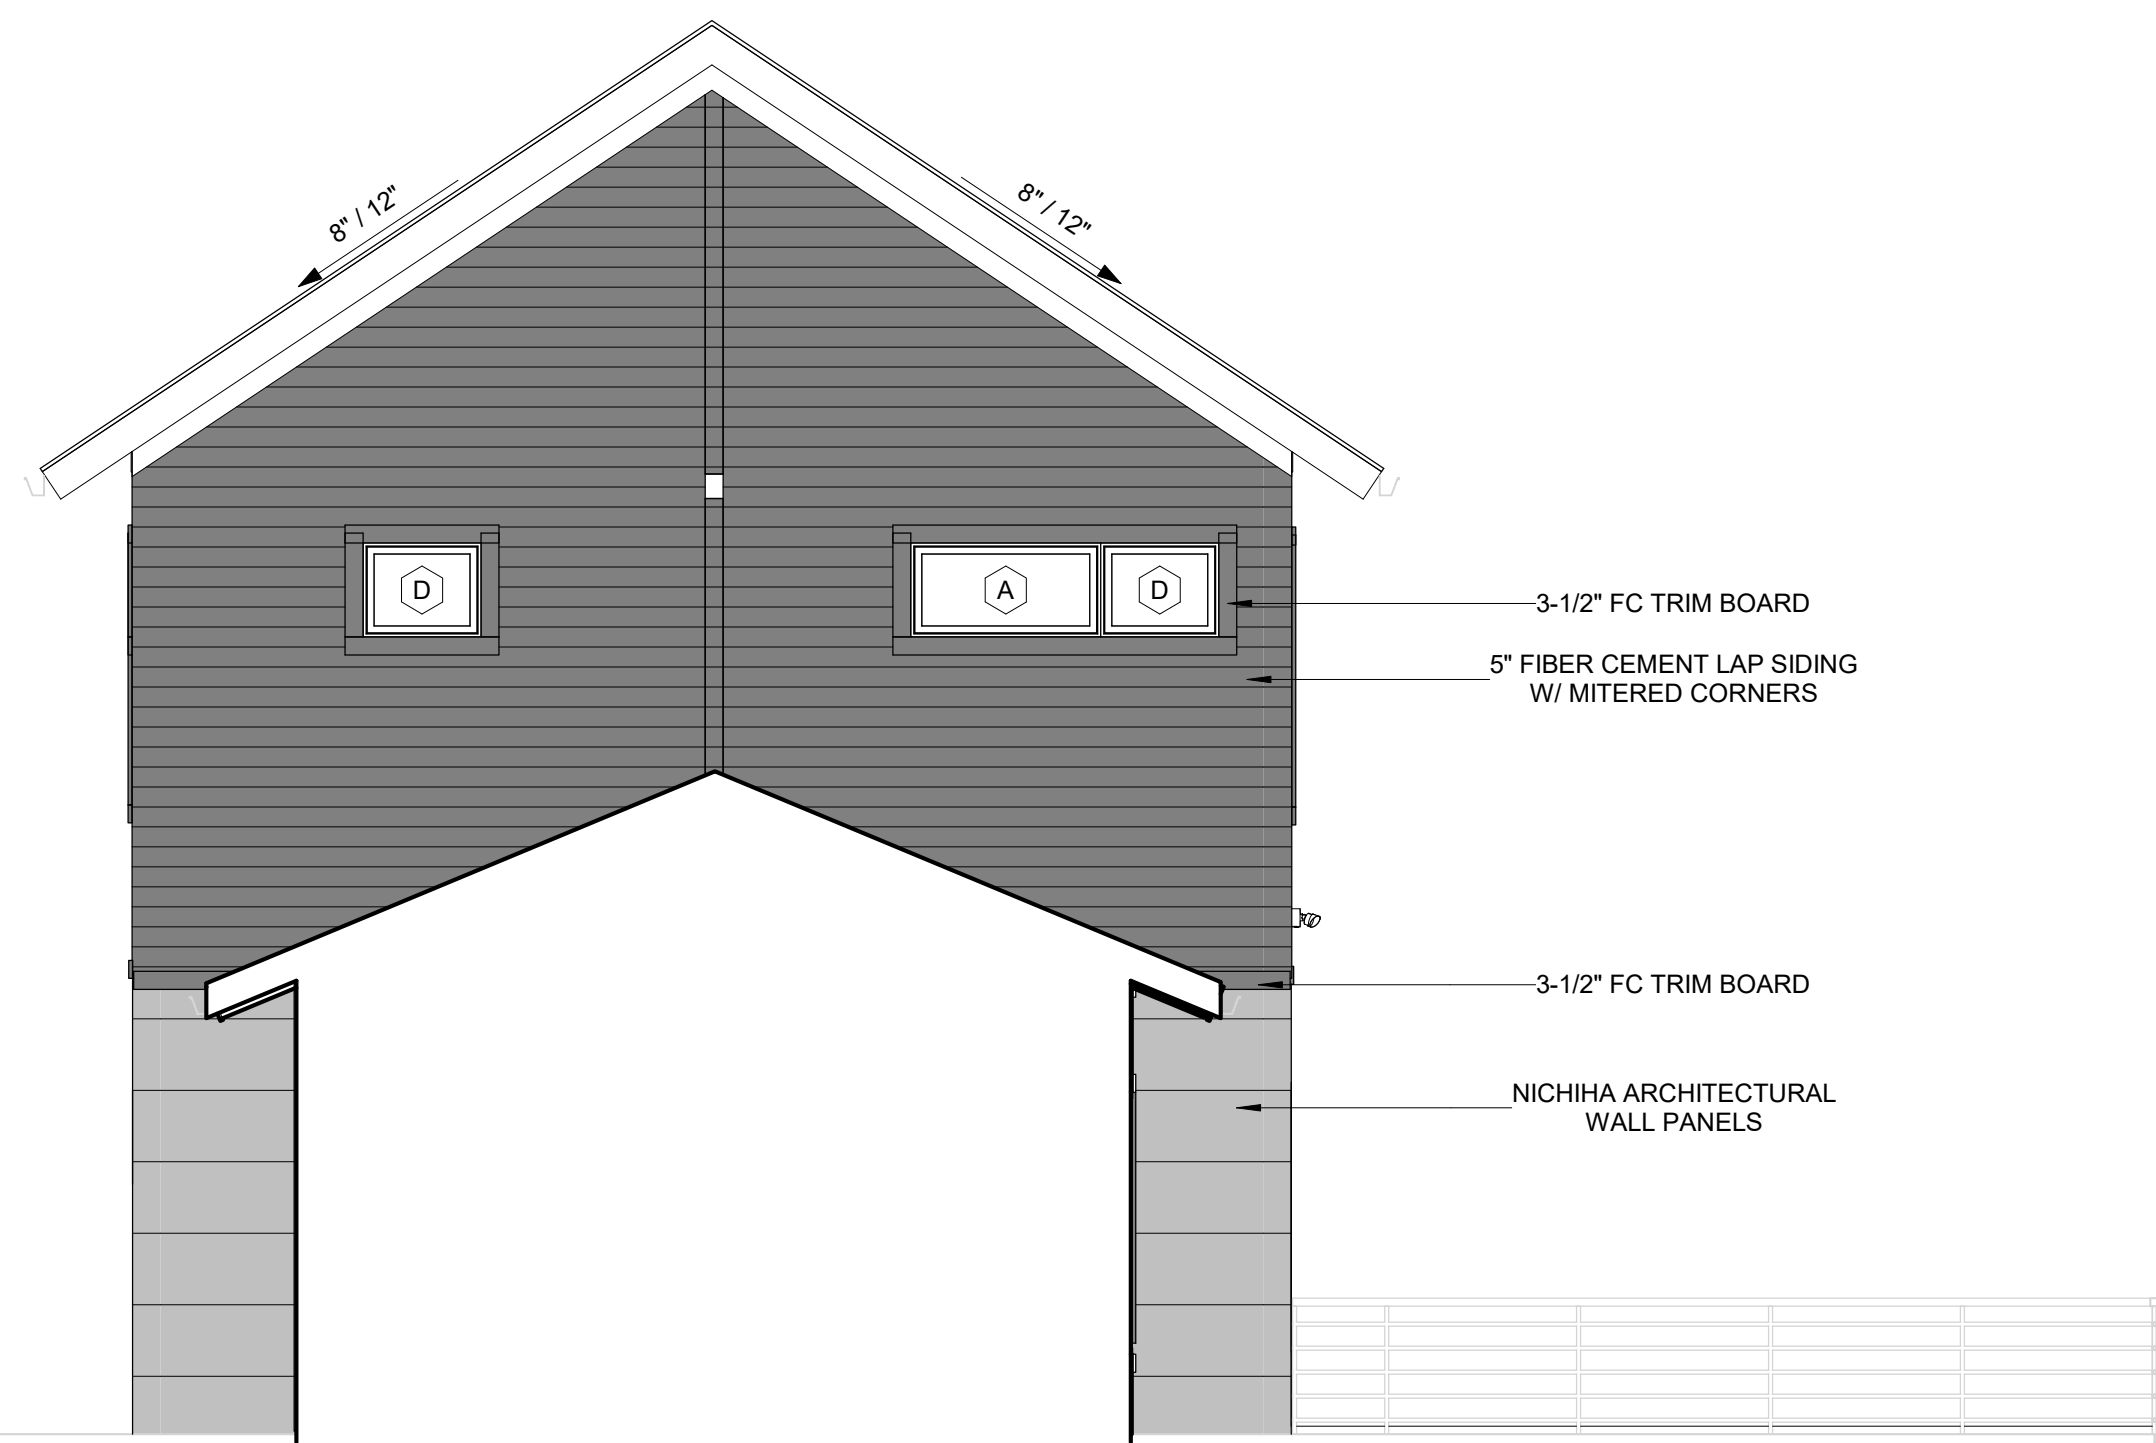 8" / 12"
8" / 12"
D
A
D
3-1/2" FC TRIM BOARD
5" FIBER CEMENT LAP SIDING
W/ MITERED CORNERS
3-1/2" FC TRIM BOARD
NICHIHA ARCHITECTURAL
WALL PANELS